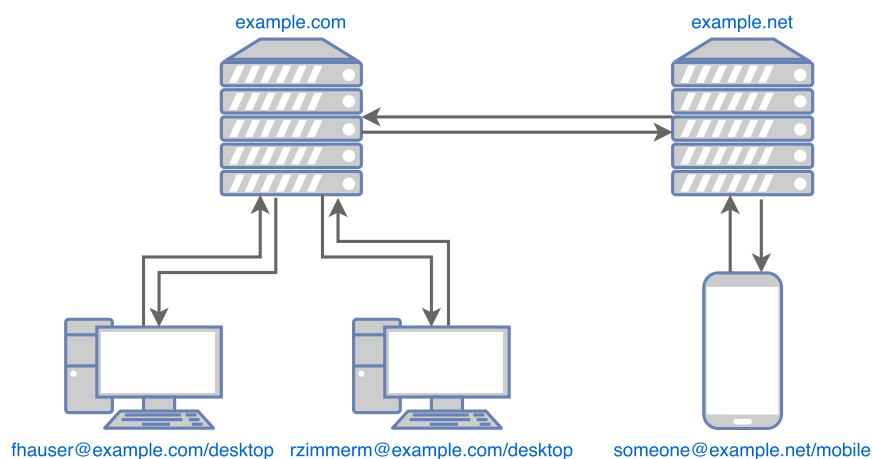 example.com
example.net
fhauser@example.com/desktop
rzimmerm@example.com/desktop
someone@example.net/mobile